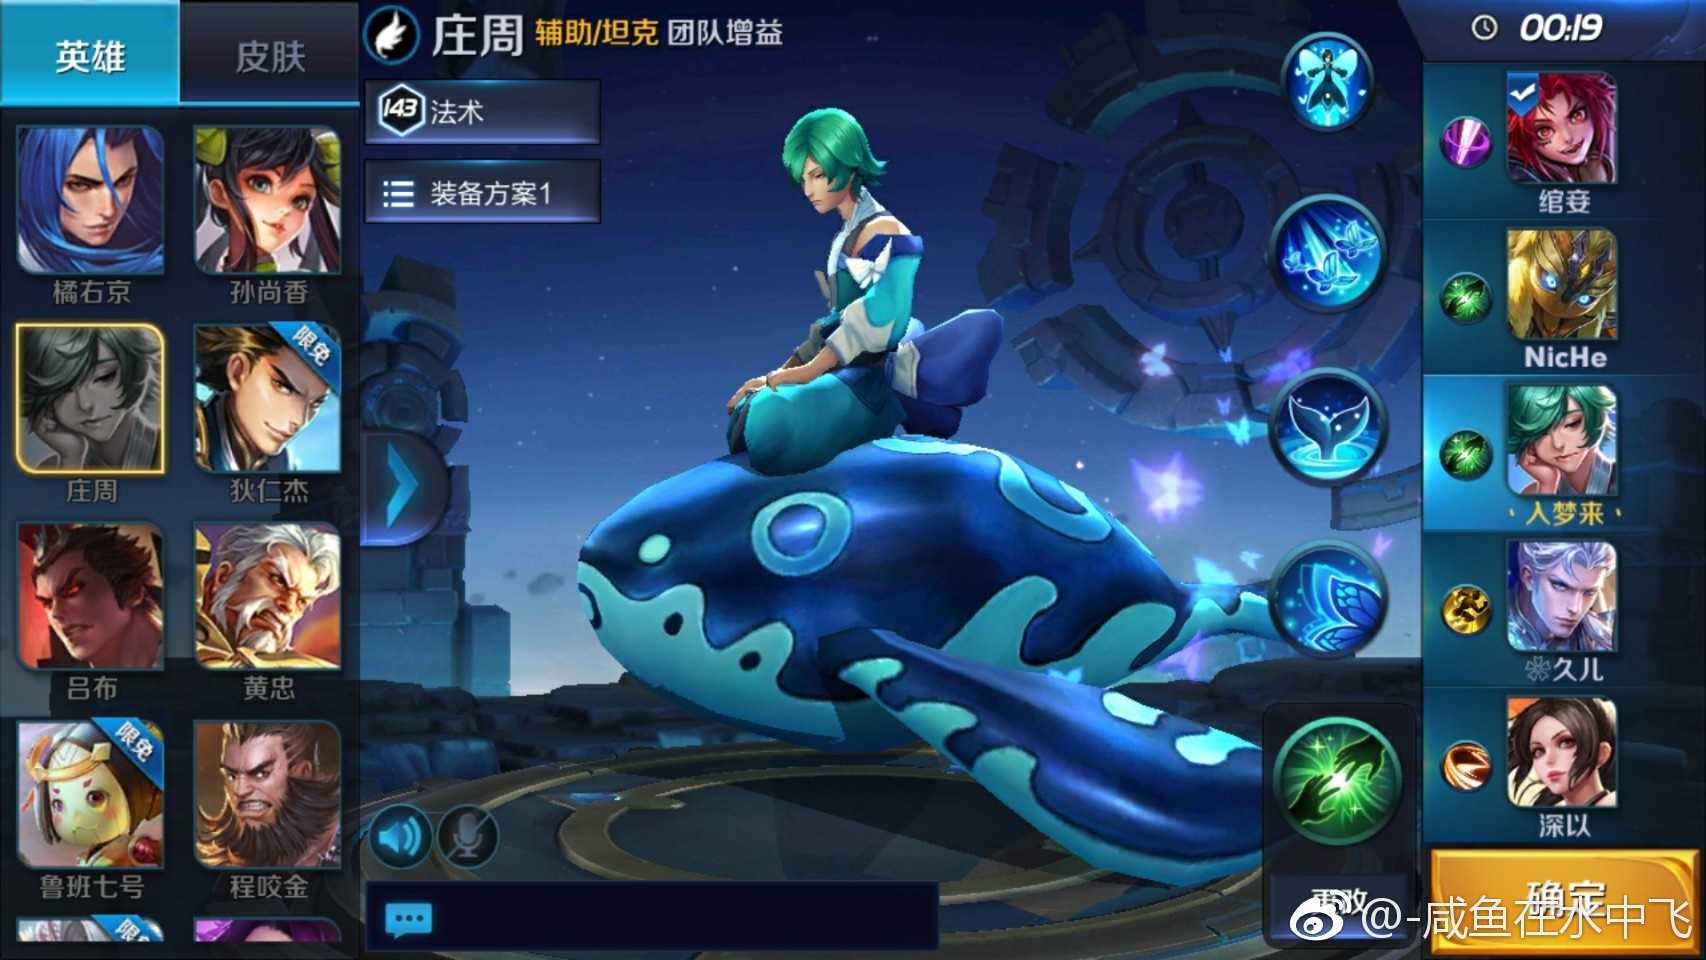 英雄
皮肤
庄周 辅助/坦克 团队增益
00:19
143 法术
装备方案1
橘右京
孙尚香
庄周
限免
狄仁杰
吕布
黄忠
限免
鲁班七号
程咬金
限免
绾妾
NicHe
入梦来
久儿
深以
确定
@-咸鱼在水中飞